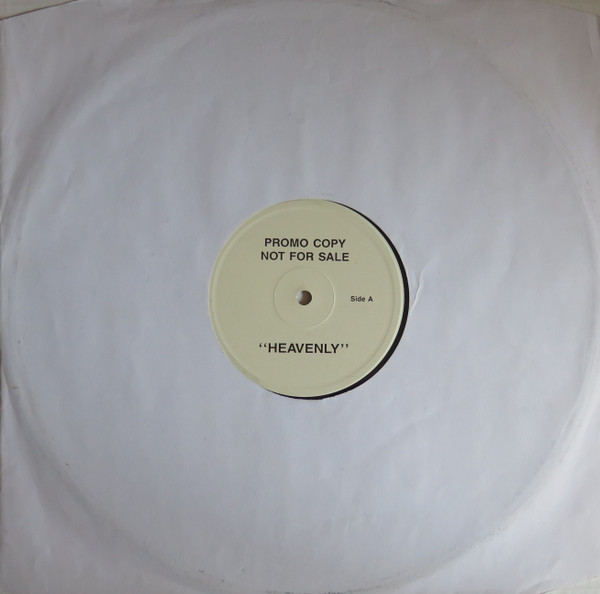 PROMO COPY
NOT FOR SALE
Side A
‘‘HEAVENLY’’